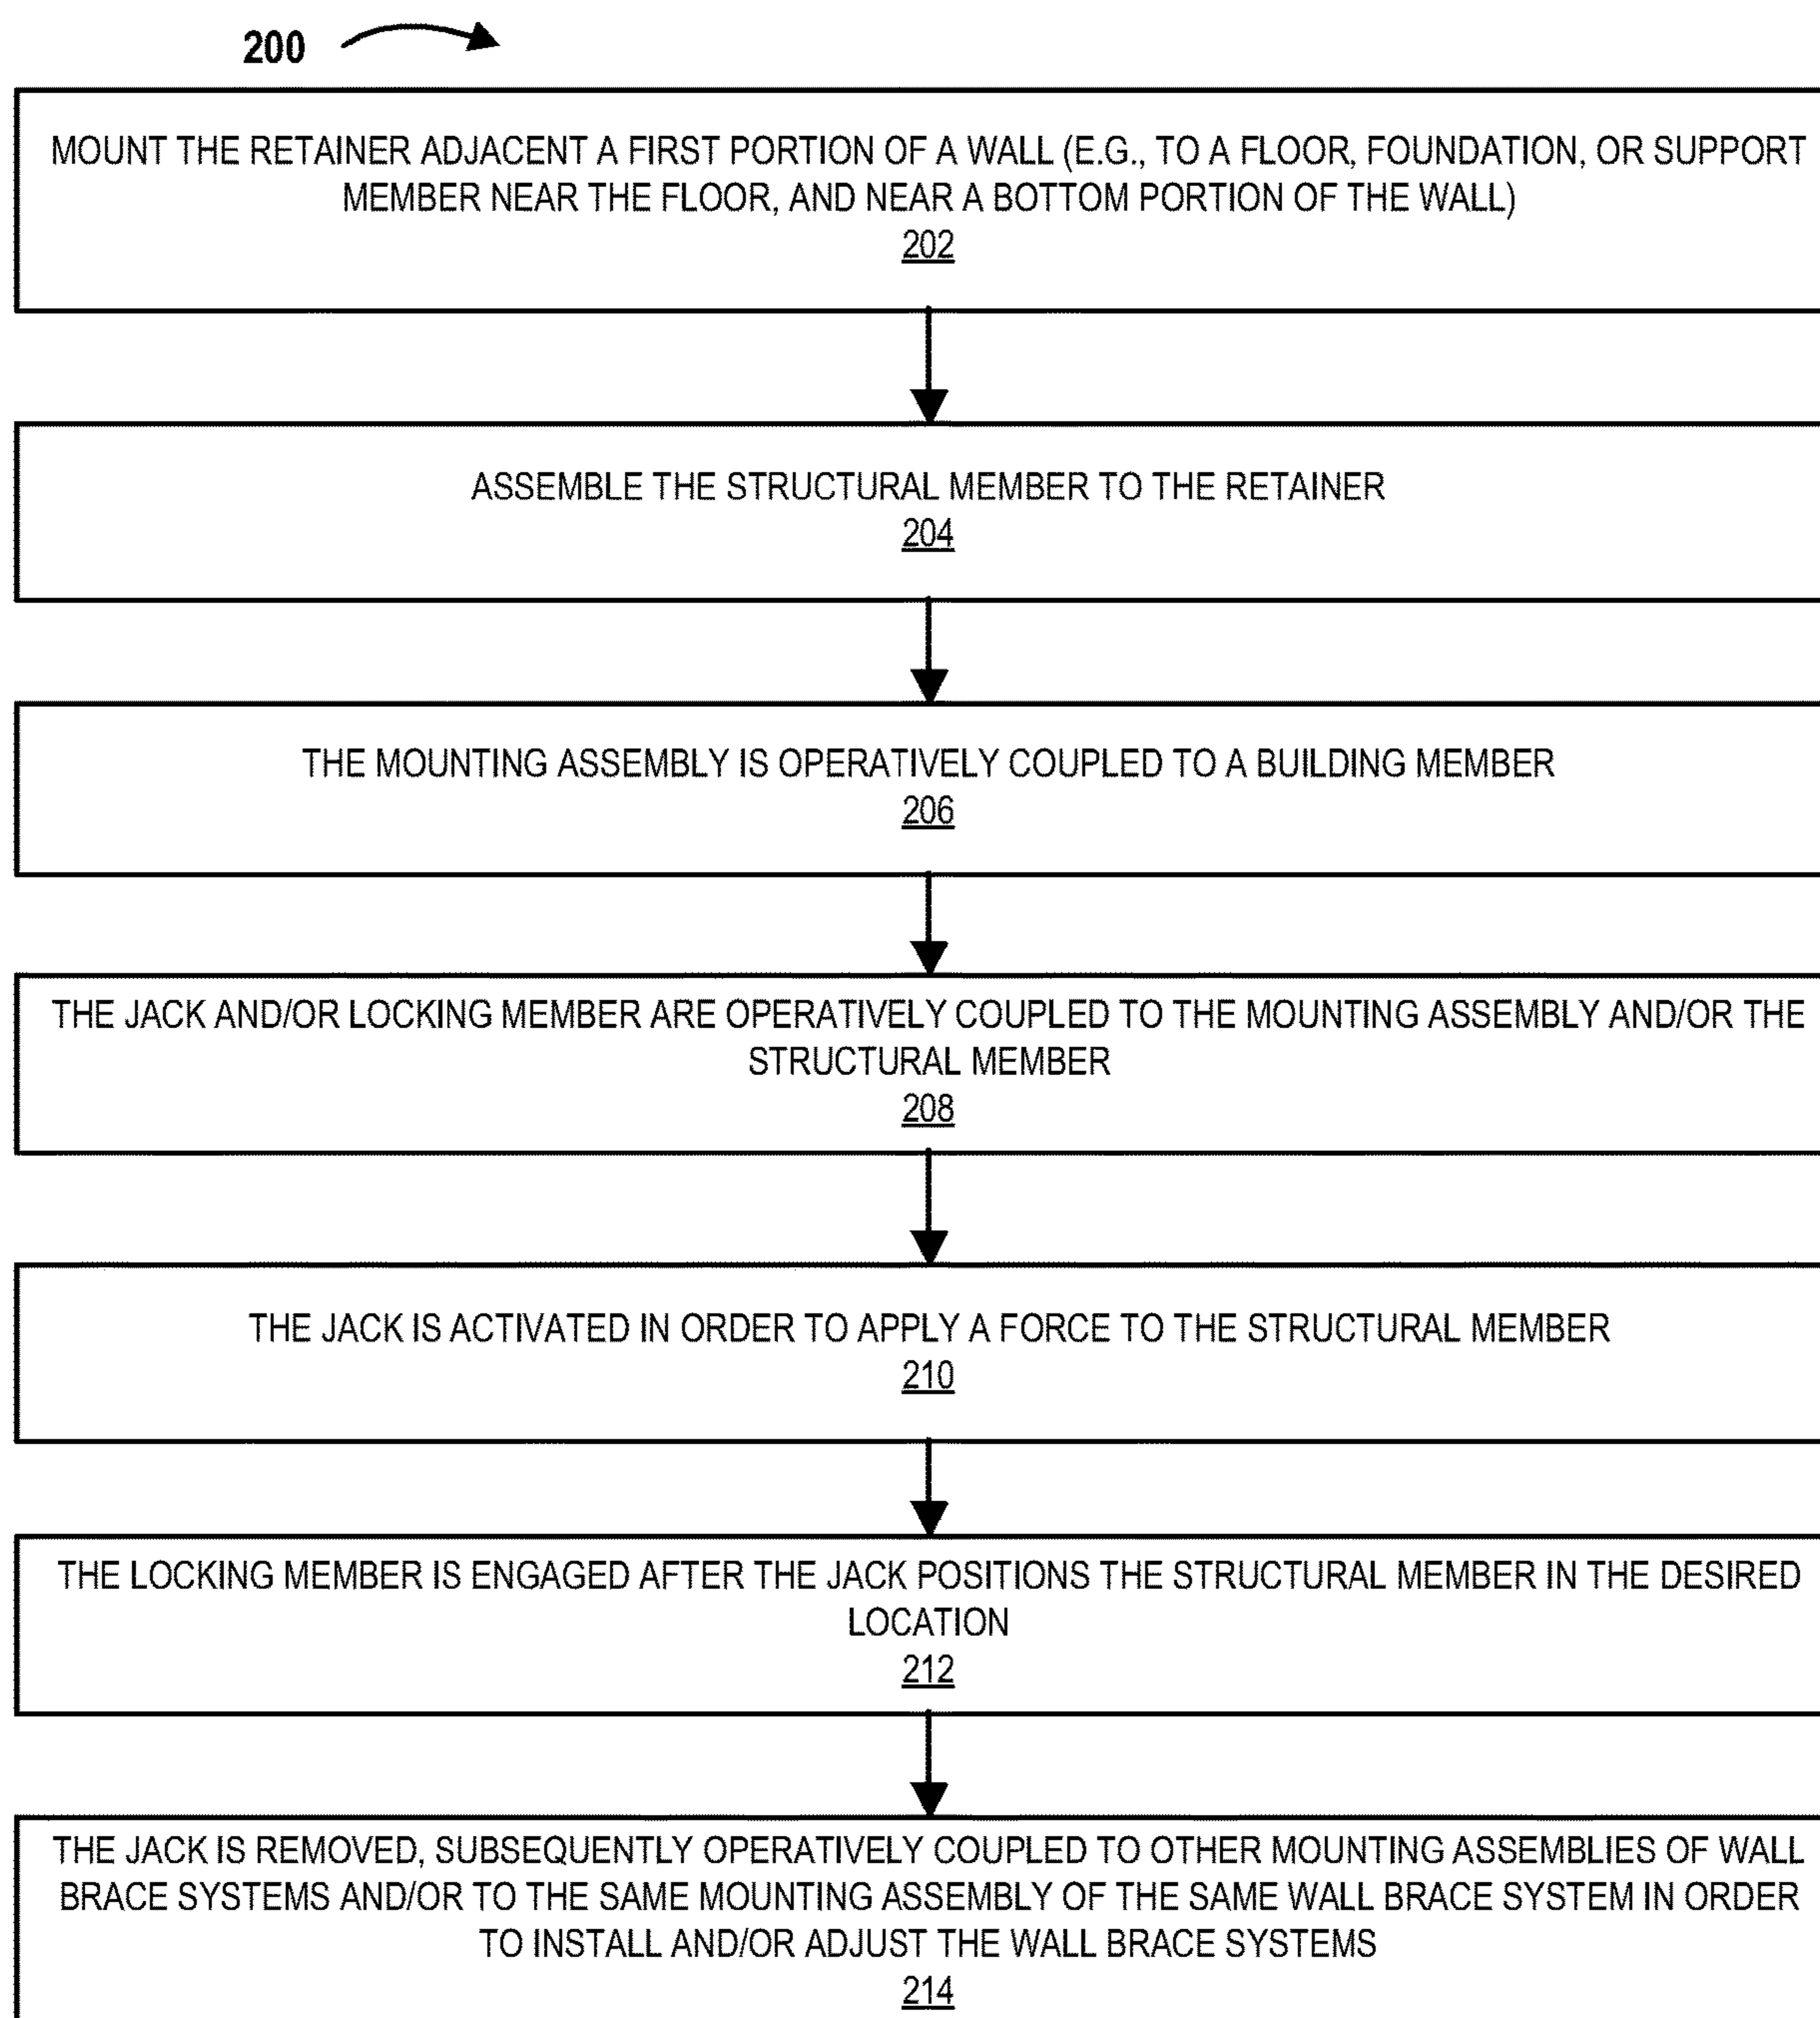 200
MOUNT THE RETAINER ADJACENT A FIRST PORTION OF A WALL (E.G., TO A FLOOR, FOUNDATION, OR SUPPORT
MEMBER NEAR THE FLOOR, AND NEAR A BOTTOM PORTION OF THE WALL)
202
ASSEMBLE THE STRUCTURAL MEMBER TO THE RETAINER
204
THE MOUNTING ASSEMBLY IS OPERATIVELY COUPLED TO A BUILDING MEMBER
206
THE JACK AND/OR LOCKING MEMBER ARE OPERATIVELY COUPLED TO THE MOUNTING ASSEMBLY AND/OR THE
STRUCTURAL MEMBER
208
THE JACK IS ACTIVATED IN ORDER TO APPLY A FORCE TO THE STRUCTURAL MEMBER
210
THE LOCKING MEMBER IS ENGAGED AFTER THE JACK POSITIONS THE STRUCTURAL MEMBER IN THE DESIRED
LOCATION
212
THE JACK IS REMOVED, SUBSEQUENTLY OPERATIVELY COUPLED TO OTHER MOUNTING ASSEMBLIES OF WALL
BRACE SYSTEMS AND/OR TO THE SAME MOUNTING ASSEMBLY OF THE SAME WALL BRACE SYSTEM IN ORDER
TO INSTALL AND/OR ADJUST THE WALL BRACE SYSTEMS
214